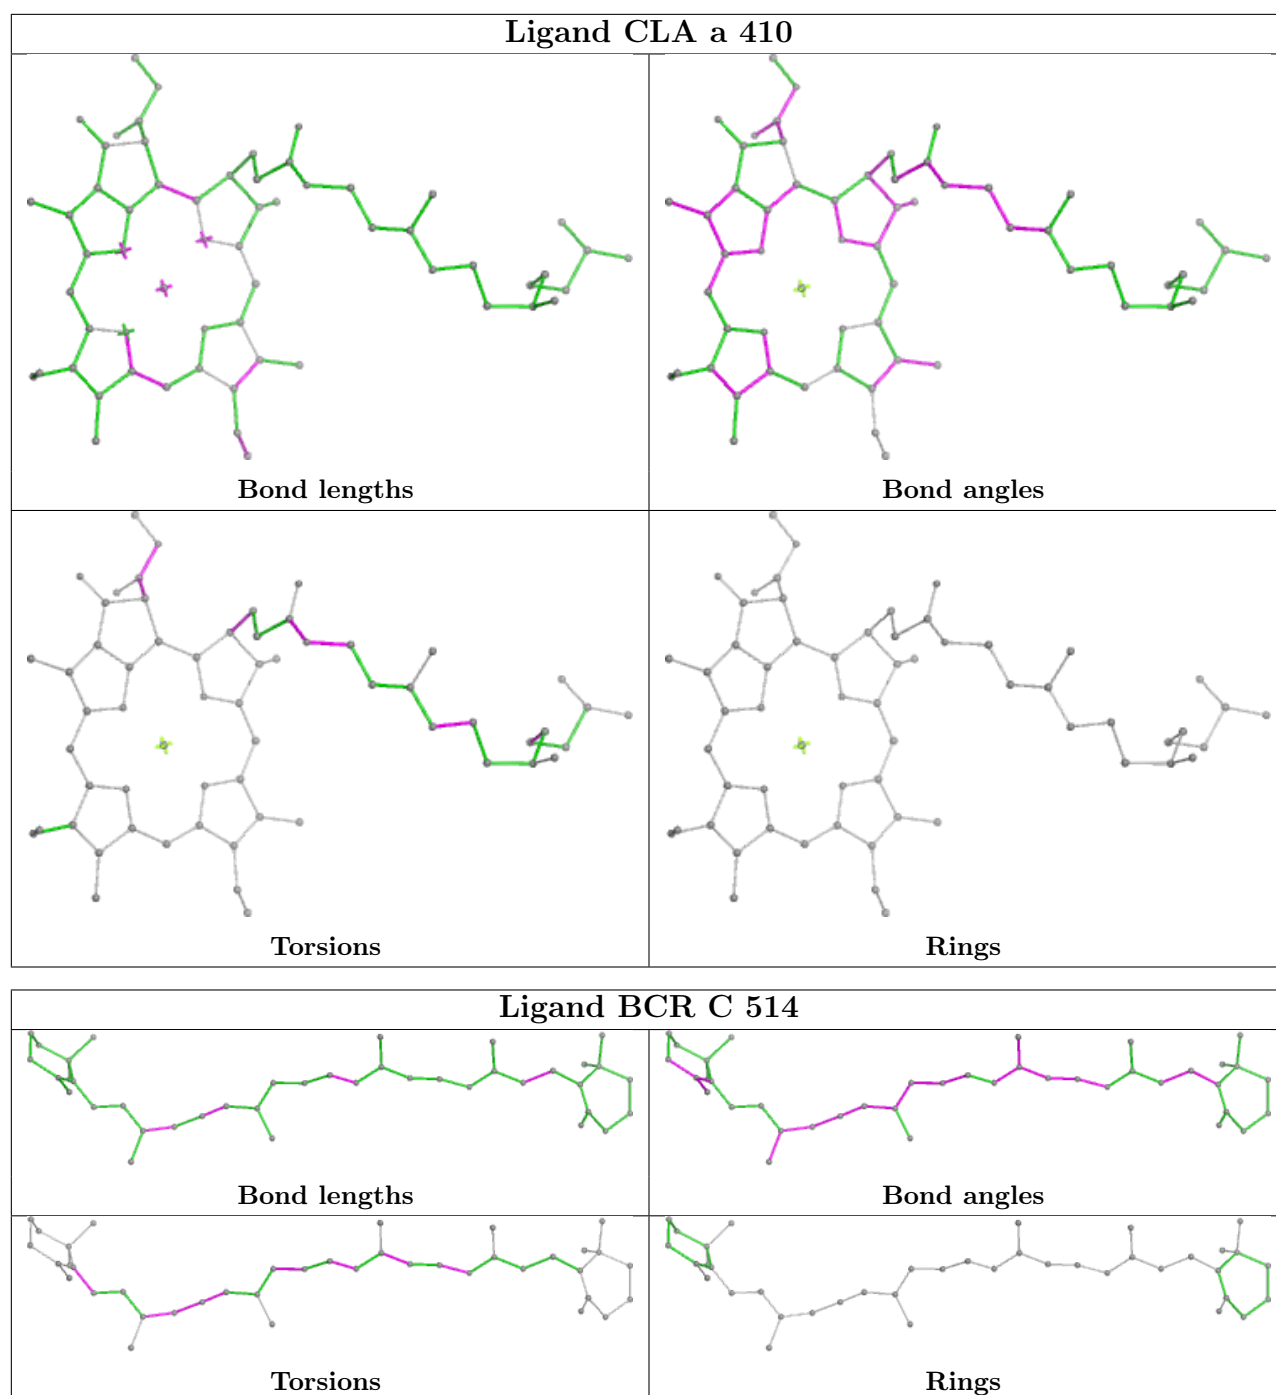 Ligand CLA a 410
Bond lengths
Bond angles
Torsions
Rings
Ligand BCR C 514
Bond lengths
Bond angles
Torsions
Rings